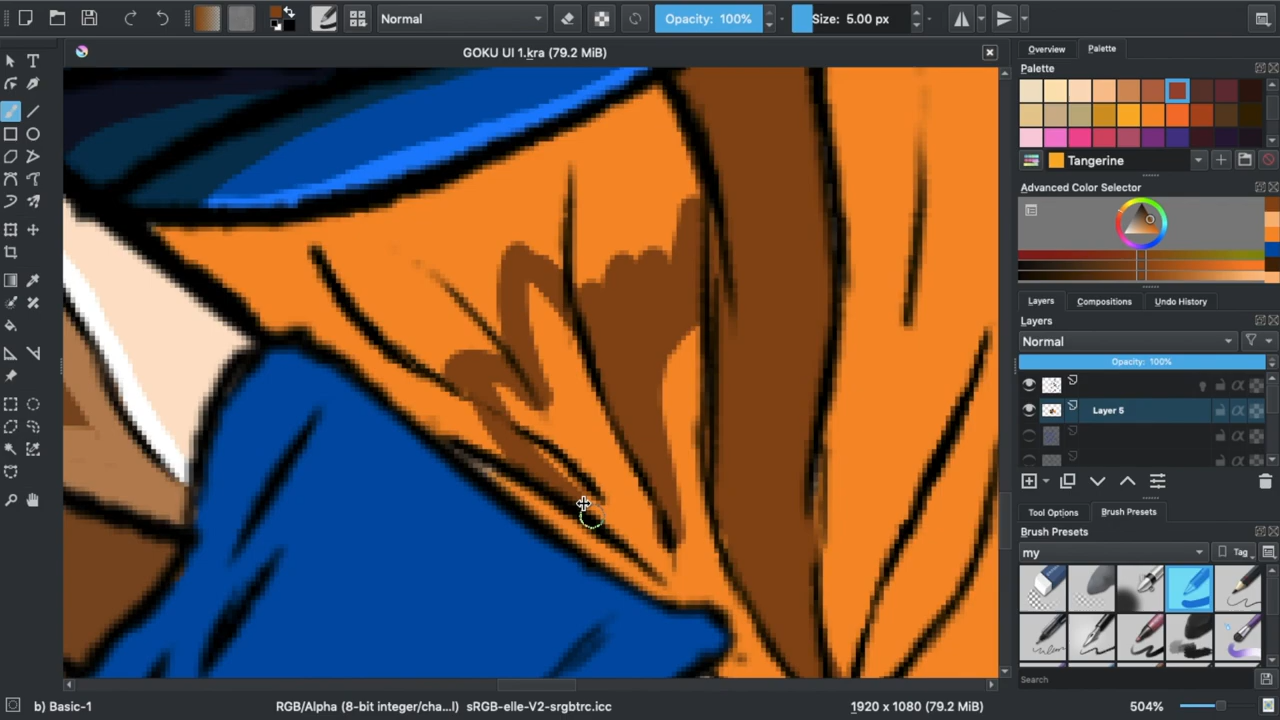 Normal
Opacity: 100%
Size: 5.00 px
GOKU UI 1.kra (79.2 MiB)
Overview
Palette
Palette
Tangerine
Advanced Color Selector
Layers
Compositions
Undo History
Layers
Normal
Opacity: 100%
Layer 5
Tool Options
Brush Presets
Brush Presets
my
Tag
Search
b) Basic-1
RGB/Alpha (8-bit integer/cha...l) sRGB-elle-V2-srgbtrc.icc
1920 x 1080 (79.2 MiB)
504%